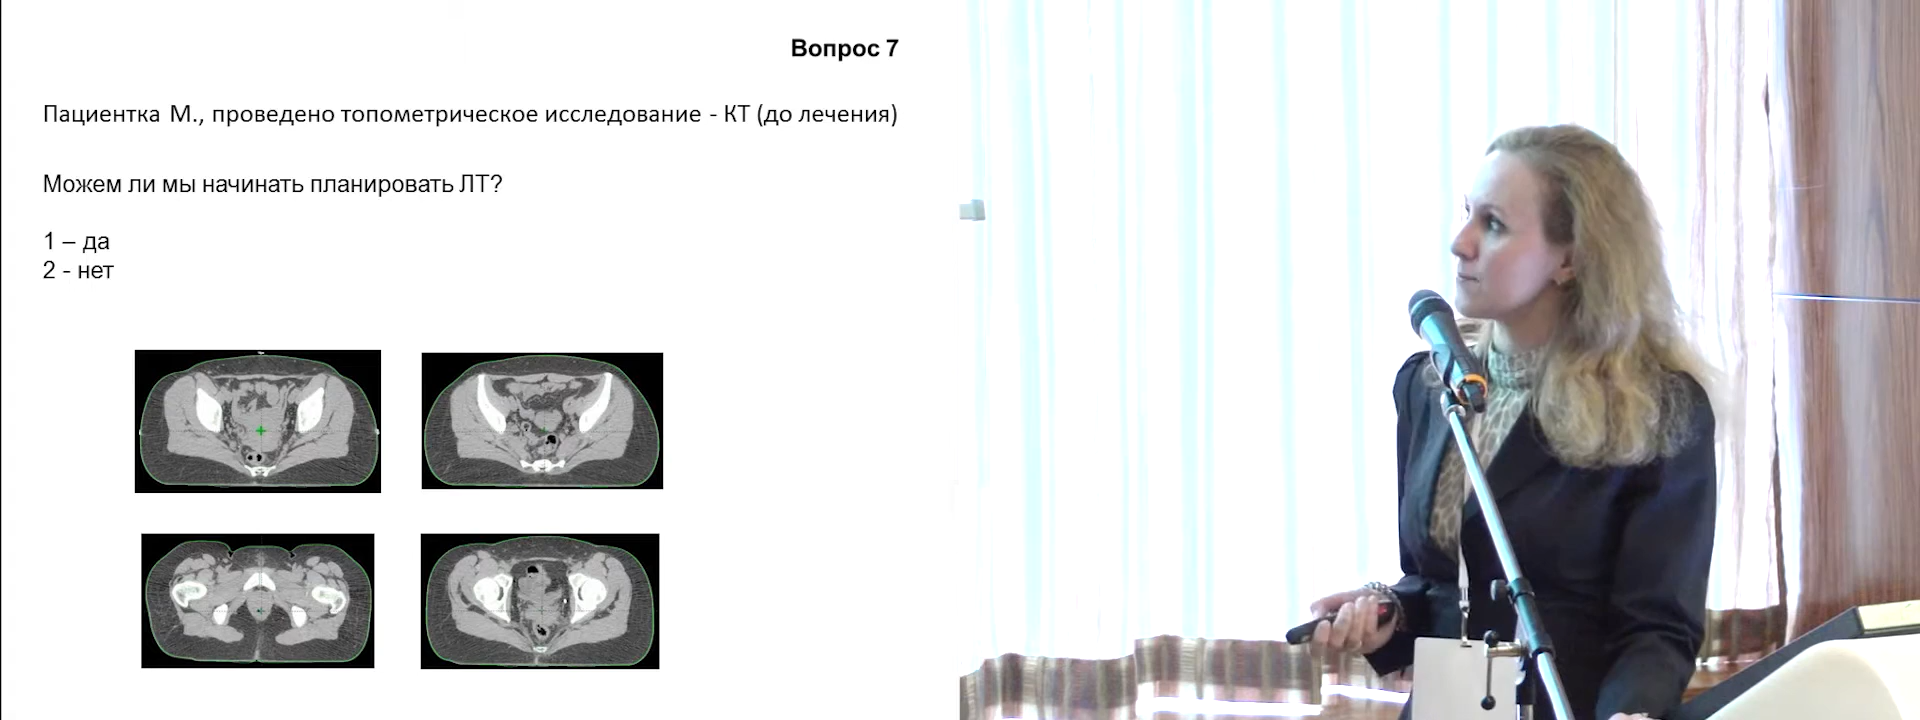 Вопрос 7
Пациентка М., проведено топометрическое исследование - КТ (до лечения)
Можем ли мы начинать планировать ЛТ?
1 – да
2 - нет